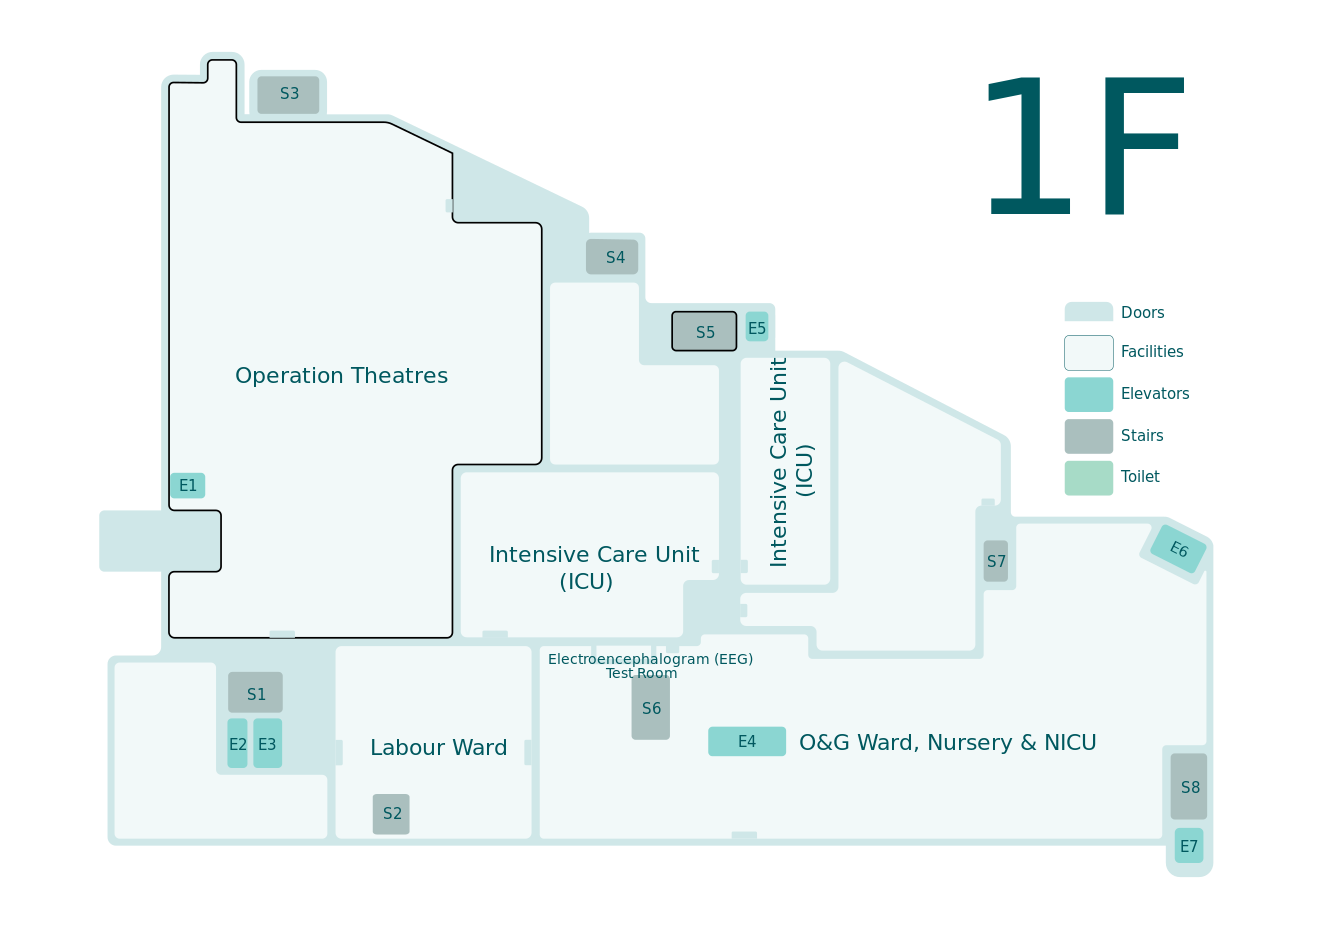 1F
S3
S4
S5
E5
Doors
Facilities
Elevators
Stairs
Toilet
Operation Theatres
Intensive Care Unit
(ICU)
E1
Intensive Care Unit
(ICU)
S7
E6
Electroencephalogram (EEG)
Test Room
S1
E2
E3
S6
Labour Ward
E4
O&G Ward, Nursery & NICU
S2
S8
E7